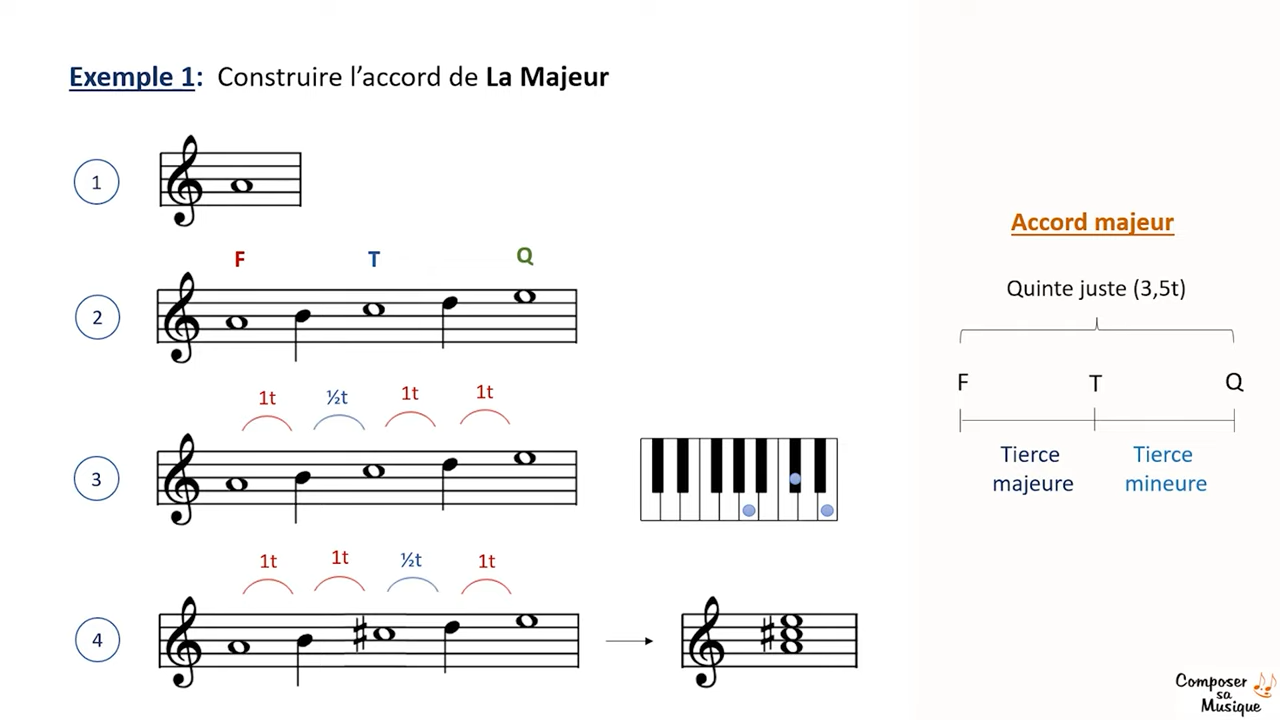 Exemple 1: Construire l’accord de La Majeur
1
F T Q
2
1t ½t 1t 1t
3
1t 1t ½t 1t
4
Accord majeur
Quinte juste (3,5t)
F T Q
Tierce majeure
Tierce mineure
Composer
sa
Musique